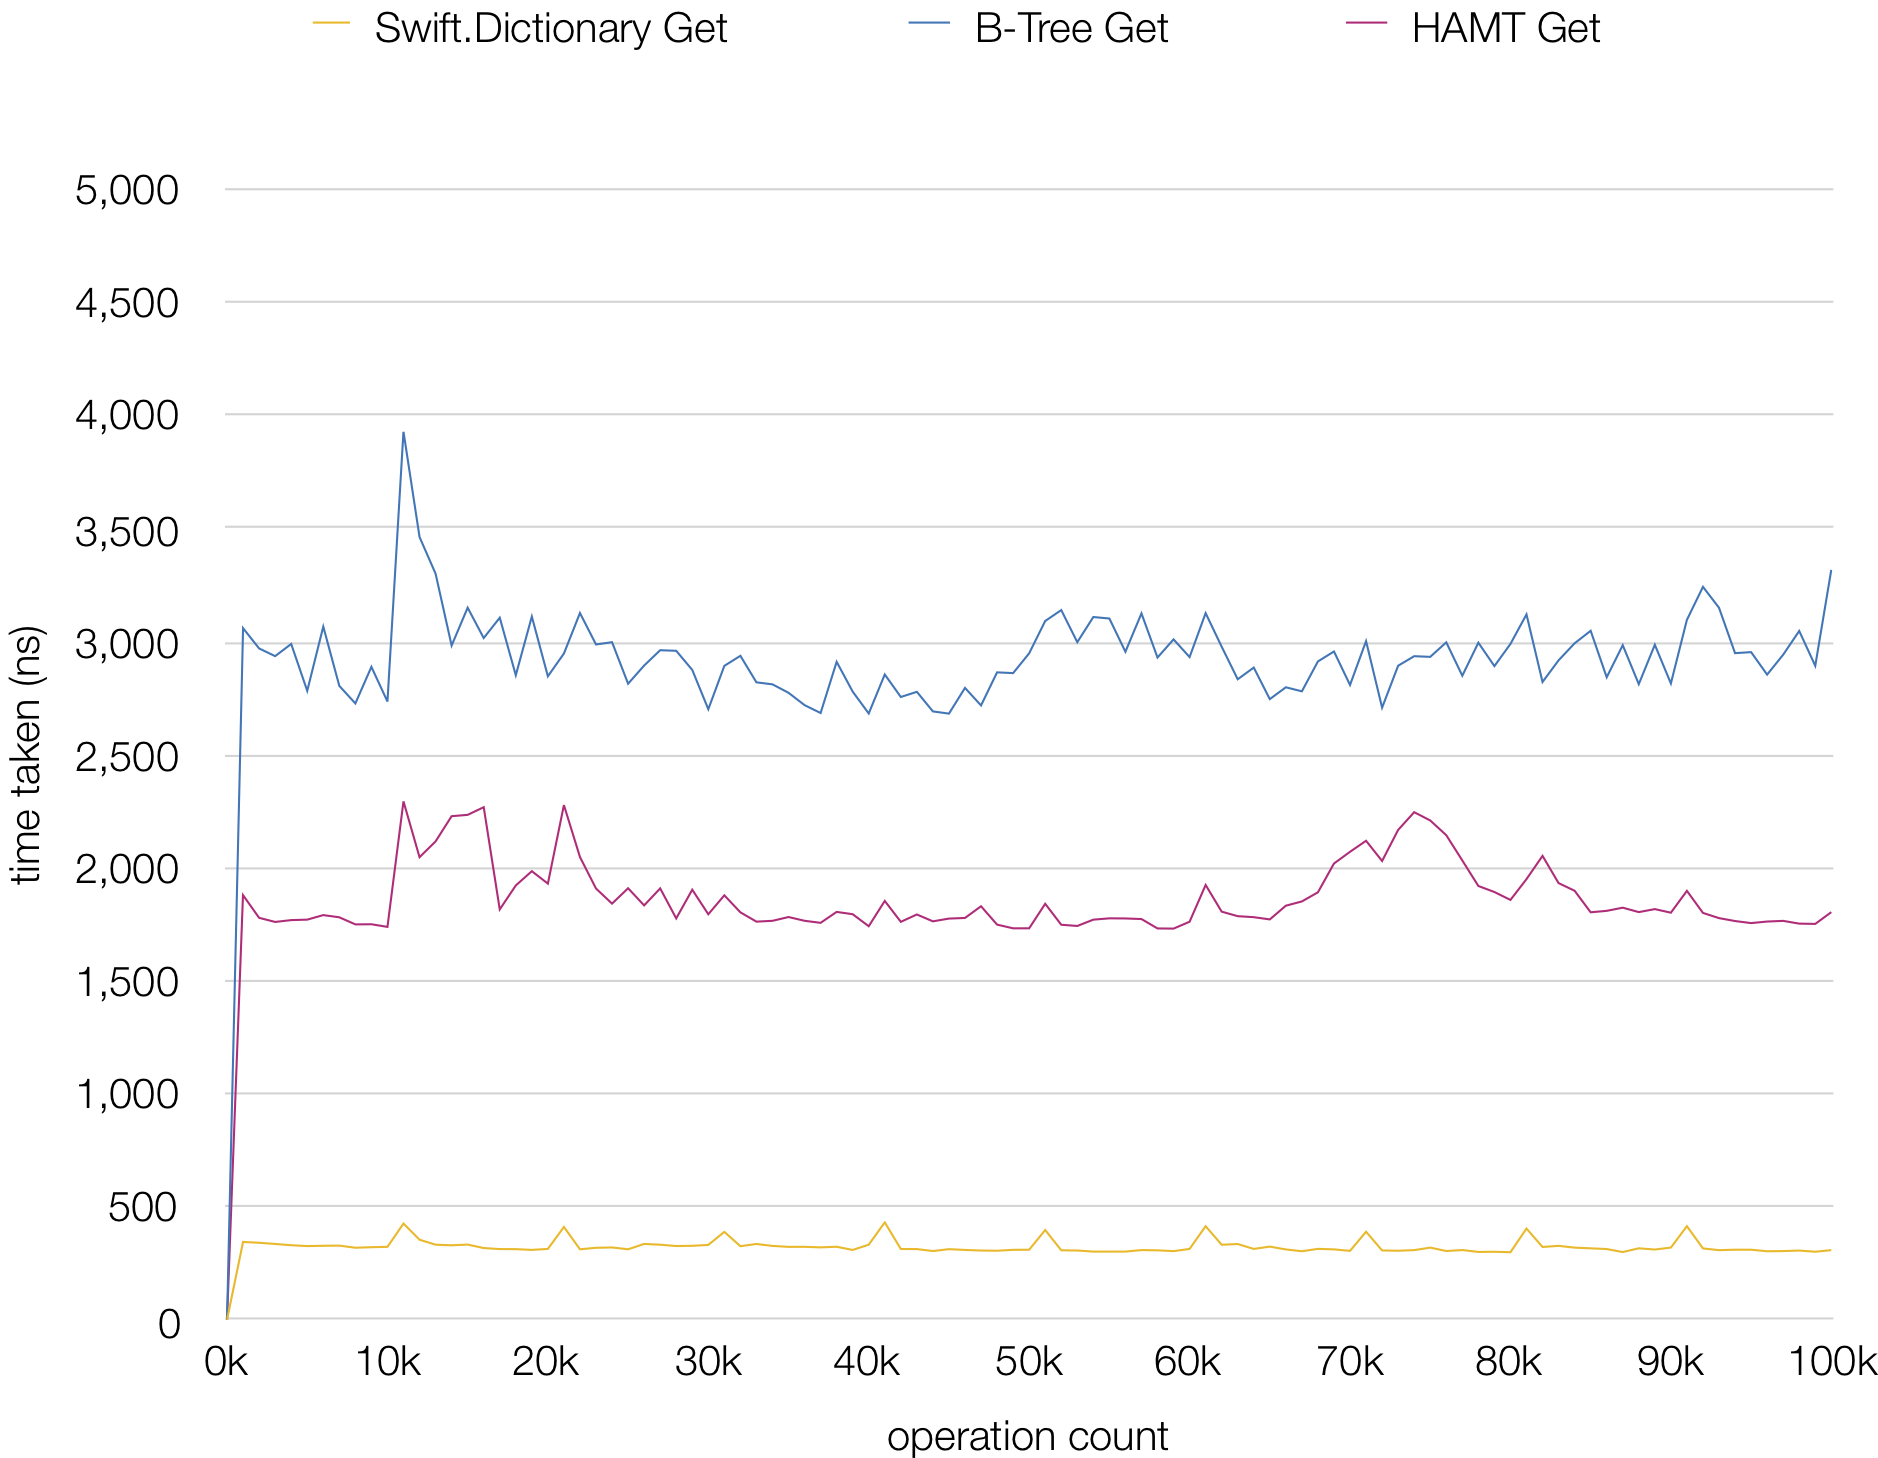 Swift.Dictionary Get B-Tree Get HAMT Get
5,000
4,500
4,000
3,500
3,000
2,500
2,000
1,500
1,000
500
0
time taken (ns)
0k 10k 20k 30k 40k 50k 60k 70k 80k 90k 100k
operation count